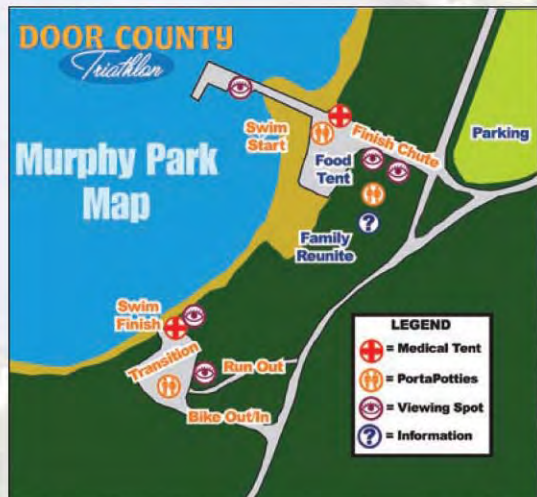 DOOR COUNTY
Triathlon
Murphy Park
Map
Swim
Start
Finish Chute
Parking
Food
Tent
Family
Reunite
Swim
Finish
Transition
Run Out
Bike Out/In
LEGEND
= Medical Tent
= PortaPotties
= Viewing Spot
? = Information